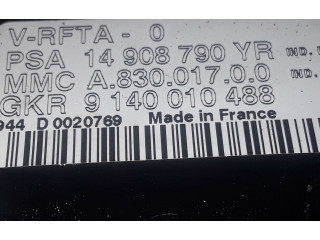 V-RFTA - 0
PSA 14 908 790 YR
MMC A.830.017.0.0
GKR 9 140 010 488
944 D 0020769 Made in France